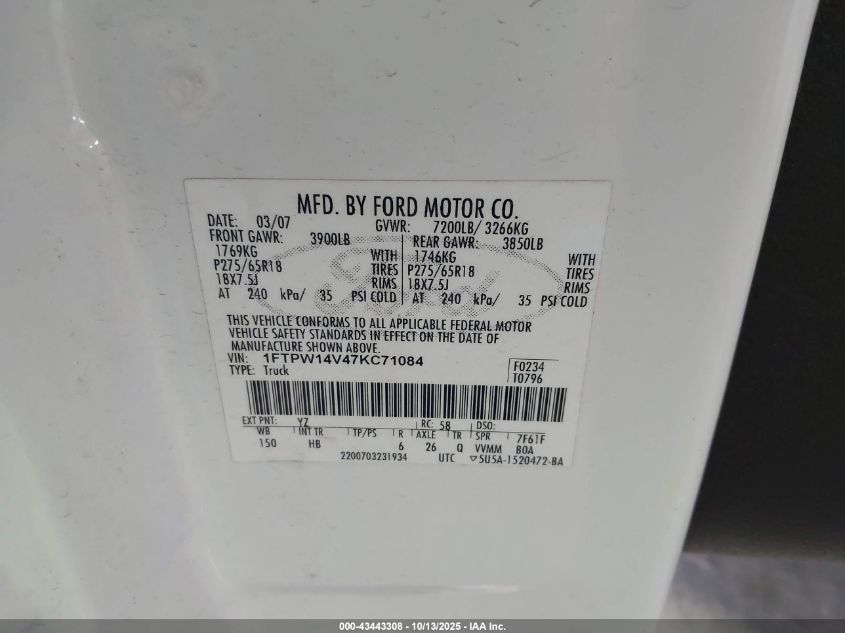 MFD. BY FORD MOTOR CO.
DATE: 03/07 GVWR: 7200LB/ 3266KG
FRONT GAWR: 3900LB REAR GAWR: 3850LB
1769KG WITH 1746KG WITH
P275/65R18 TIRES P275/65R18 TIRES
18X7.5J RIMS 18X7.5J RIMS
AT 240 kPa/ 35 PSI COLD AT 240 kPa/ 35 PSI COLD
THIS VEHICLE CONFORMS TO ALL APPLICABLE FEDERAL MOTOR
VEHICLE SAFETY STANDARDS IN EFFECT ON THE DATE OF
MANUFACTURE SHOWN ABOVE.
VIN: 1FTPW14V47KC71084 F0234
TYPE: Truck T0796
EXT PNT: YZ RC: 58 DSO:
WB INT TR TP/PS R AXLE TR SPR 7F61F
150 HB 6 26 Q VVMM BOA
2200703231934 UTC ▽5U5A-1520472-BA
000-43443308 - 10/13/2025 - IAA Inc.